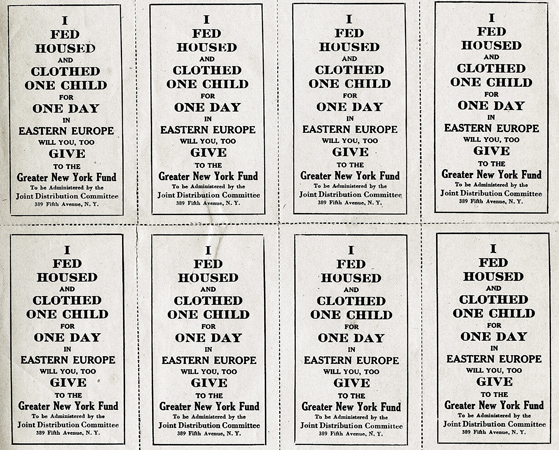 I
FED
HOUSED
AND
CLOTHED
ONE CHILD
FOR
ONE DAY
IN
EASTERN EUROPE
WILL YOU, TOO
GIVE
TO THE
Greater New York Fund
To be Administered by the
Joint Distribution Committee
389 Fifth Avenue, N. Y.
I
FED
HOUSED
AND
CLOTHED
ONE CHILD
FOR
ONE DAY
IN
EASTERN EUROPE
WILL YOU, TOO
GIVE
TO THE
Greater New York Fund
To be Administered by the
Joint Distribution Committee
389 Fifth Avenue, N. Y.
I
FED
HOUSED
AND
CLOTHED
ONE CHILD
FOR
ONE DAY
IN
EASTERN EUROPE
WILL YOU, TOO
GIVE
TO THE
Greater New York Fund
To be Administered by the
Joint Distribution Committee
389 Fifth Avenue, N. Y.
I
FED
HOUSED
AND
CLOTHED
ONE CHILD
FOR
ONE DAY
IN
EASTERN EUROPE
WILL YOU, TOO
GIVE
TO THE
Greater New York Fund
To be Administered by the
Joint Distribution Committee
389 Fifth Avenue, N. Y.
I
FED
HOUSED
AND
CLOTHED
ONE CHILD
FOR
ONE DAY
IN
EASTERN EUROPE
WILL YOU, TOO
GIVE
TO THE
Greater New York Fund
To be Administered by the
Joint Distribution Committee
389 Fifth Avenue, N. Y.
I
FED
HOUSED
AND
CLOTHED
ONE CHILD
FOR
ONE DAY
IN
EASTERN EUROPE
WILL YOU, TOO
GIVE
TO THE
Greater New York Fund
To be Administered by the
Joint Distribution Committee
389 Fifth Avenue, N. Y.
I
FED
HOUSED
AND
CLOTHED
ONE CHILD
FOR
ONE DAY
IN
EASTERN EUROPE
WILL YOU, TOO
GIVE
TO THE
Greater New York Fund
To be Administered by the
Joint Distribution Committee
389 Fifth Avenue, N. Y.
I
FED
HOUSED
AND
CLOTHED
ONE CHILD
FOR
ONE DAY
IN
EASTERN EUROPE
WILL YOU, TOO
GIVE
TO THE
Greater New York Fund
To be Administered by the
Joint Distribution Committee
389 Fifth Avenue, N. Y.